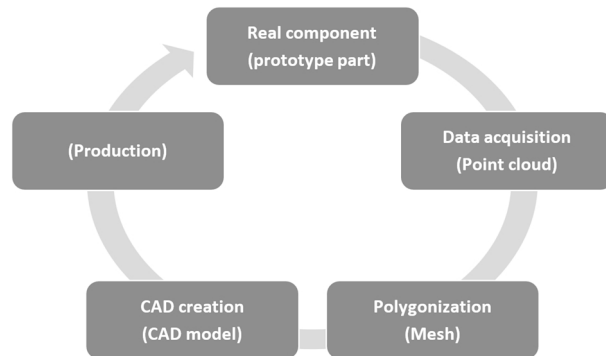 Real component
(prototype part)
Data acquisition
(Point cloud)
Polygonization
(Mesh)
CAD creation
(CAD model)
(Production)